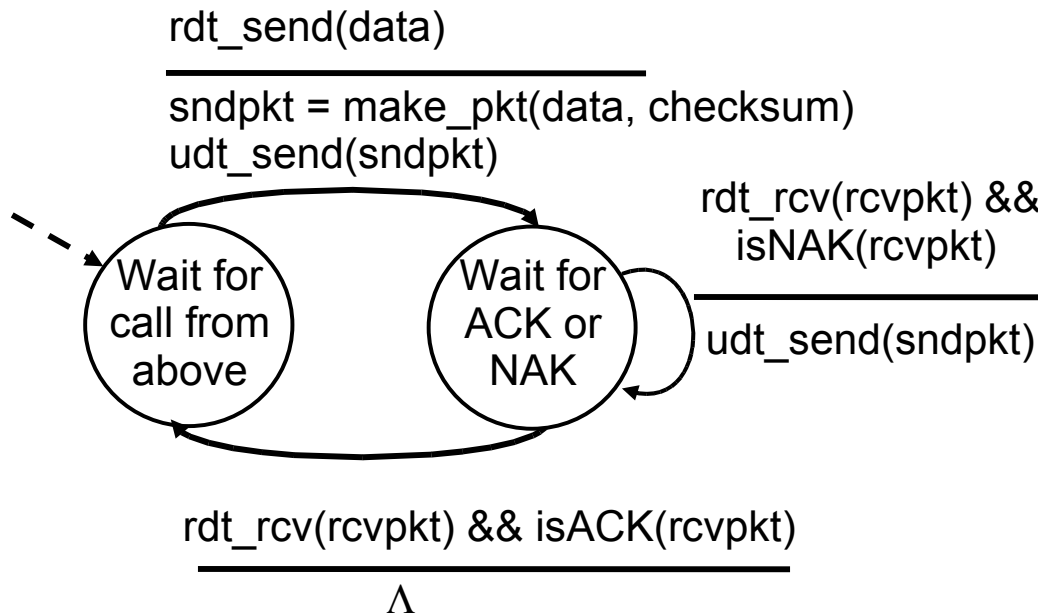 rdt_send(data)
sndpkt = make_pkt(data, checksum)
udt_send(sndpkt)
rdt_rcv(rcvpkt) &&
isNAK(rcvpkt)
udt_send(sndpkt)
Wait for
call from
above
Wait for
ACK or
NAK
rdt_rcv(rcvpkt) && isACK(rcvpkt)
Λ